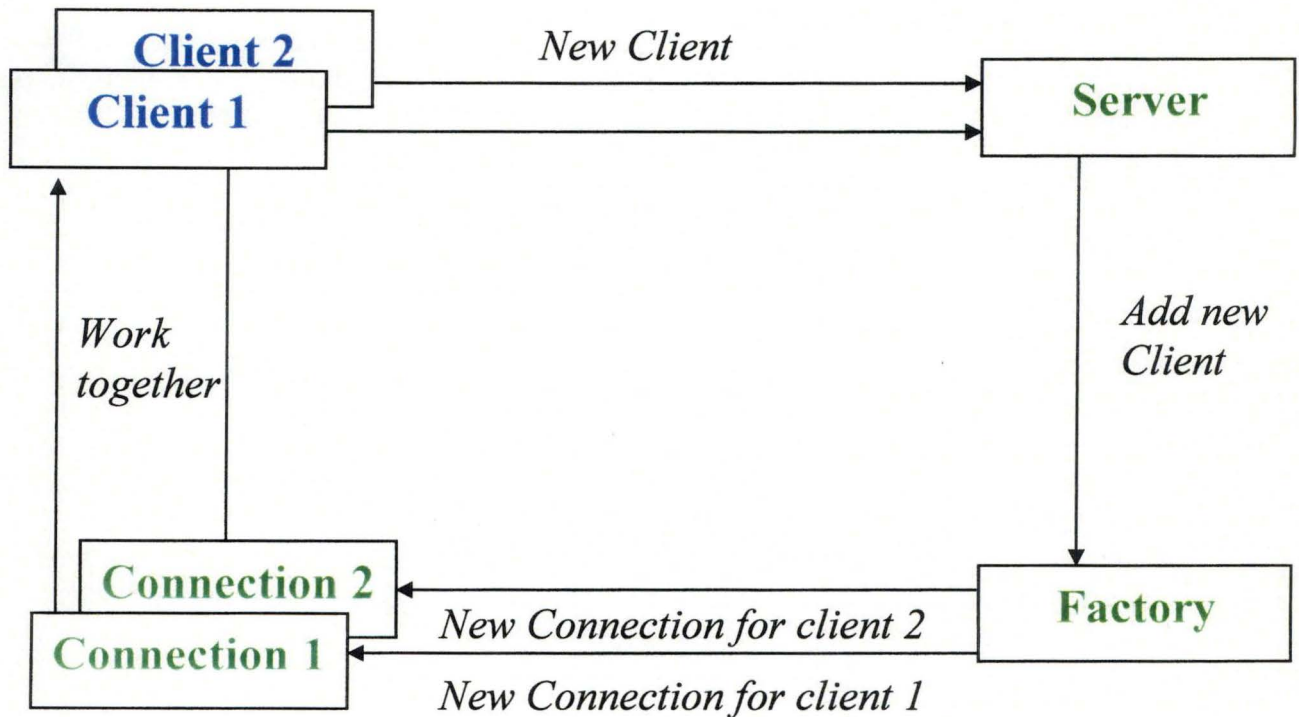 Client 2
New Client
Client 1
Server
Work
together
Add new
Client
Connection 2
New Connection for client 2
Factory
Connection 1
New Connection for client 1